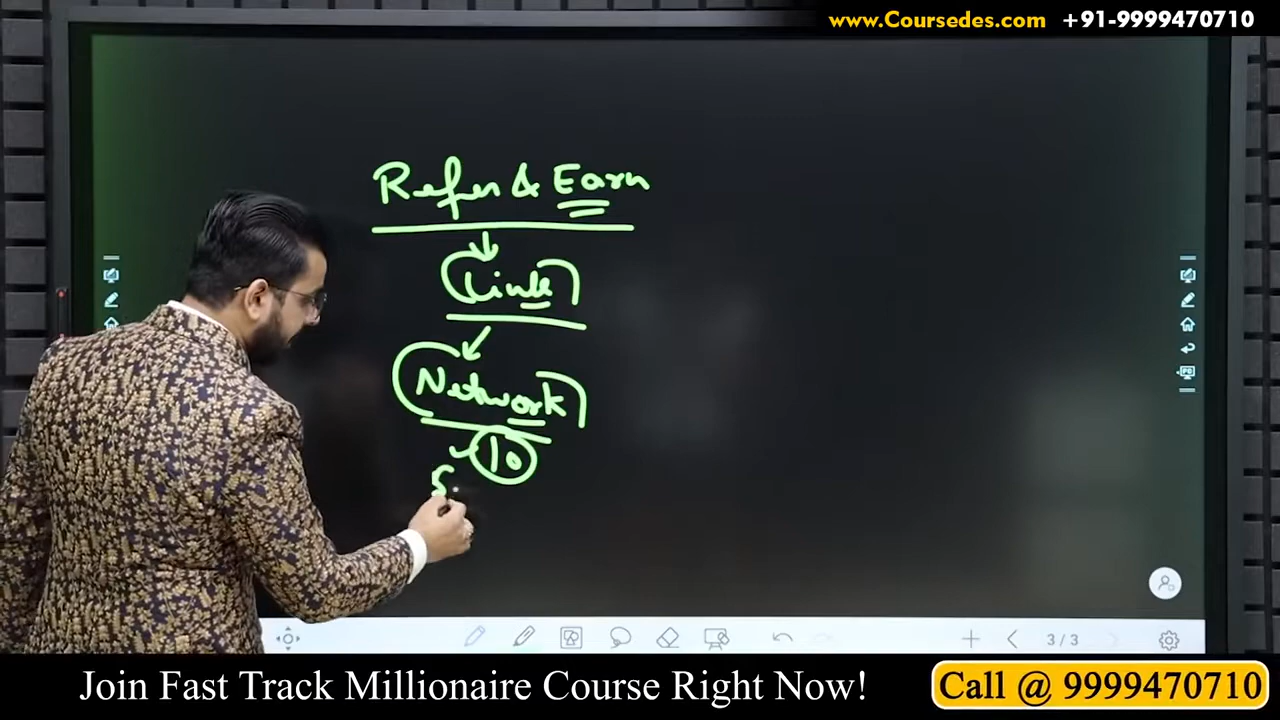 www.Coursedes.com +91-9999470710
Refer & Earn
Link
Network
10
5
3/3
Join Fast Track Millionaire Course Right Now!
Call @ 9999470710